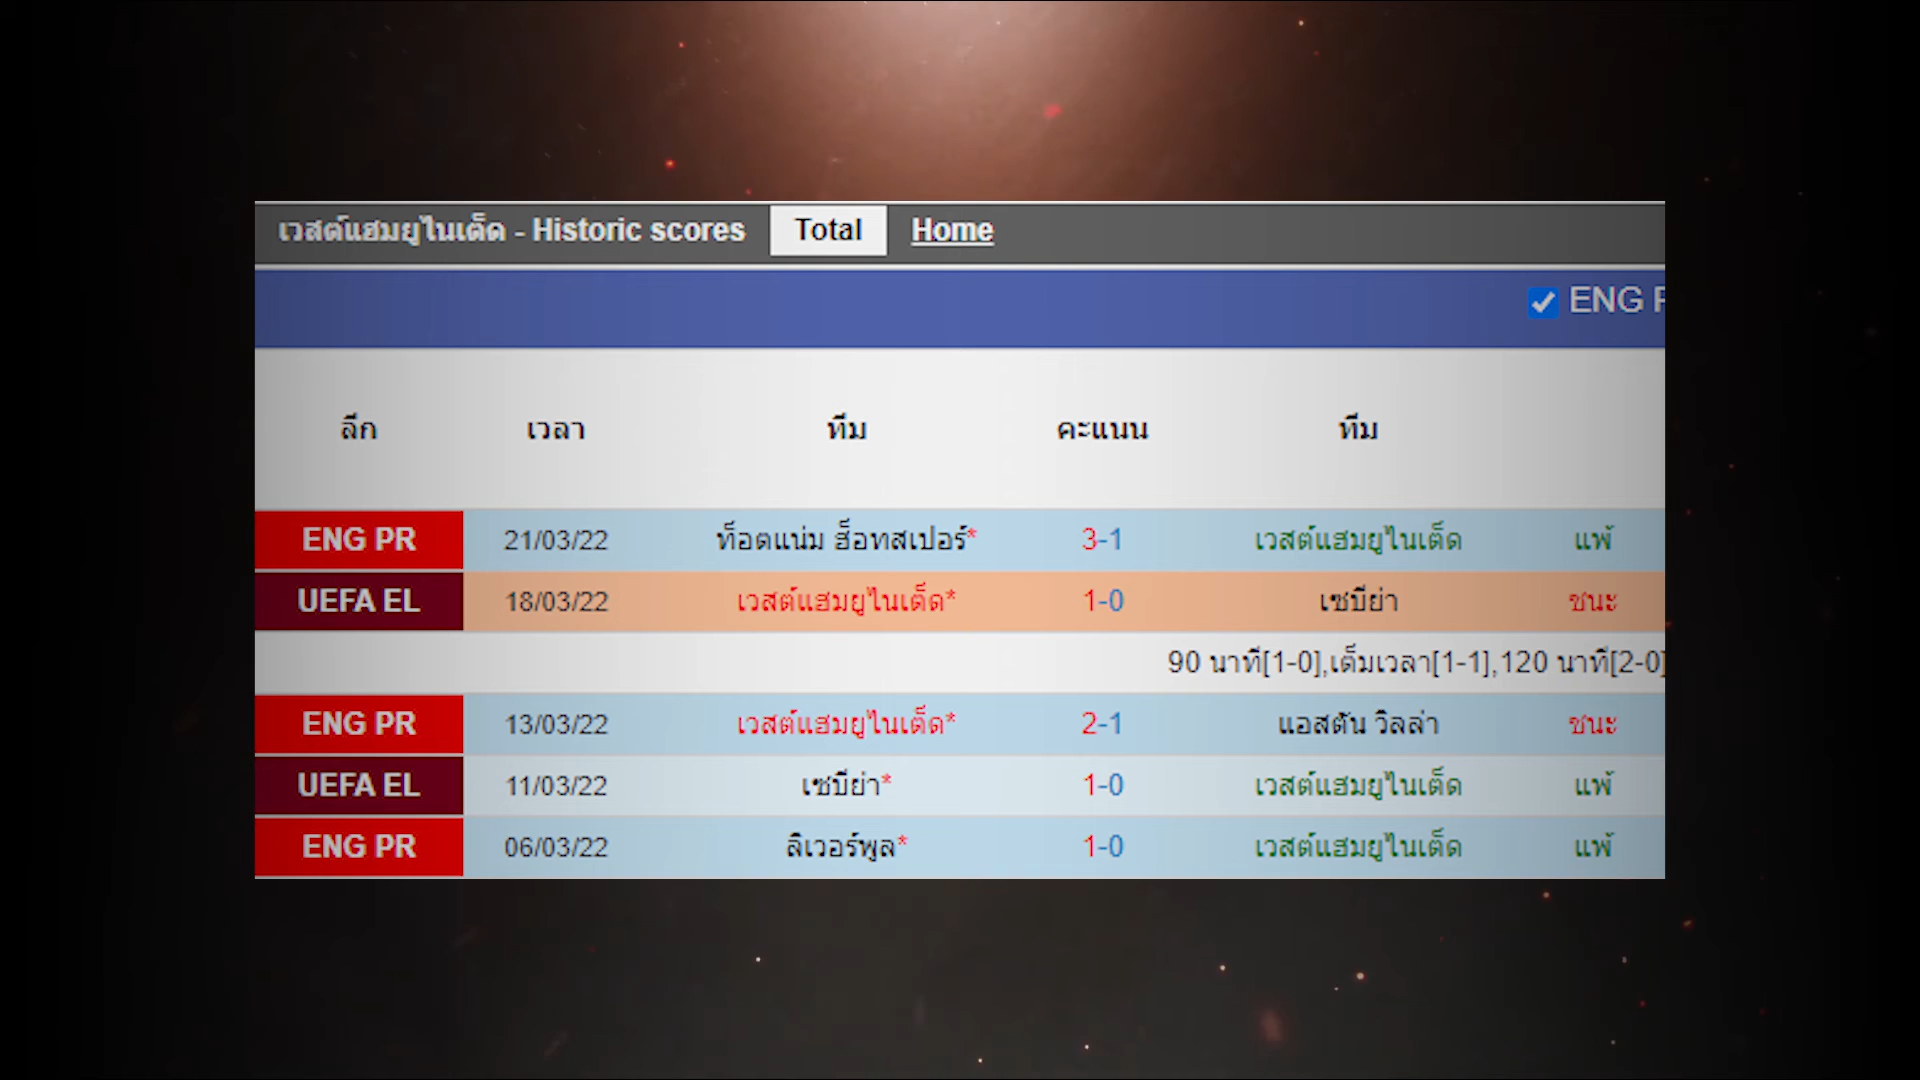 เวสต์แฮมยูไนเต็ด - Historic scores Total Home
ENG
ลีก เวลา ทีม คะแนน ทีม
ENG PR 21/03/22 ท็อตแน่ม ฮ็อทสเปอร์* 3-1 เวสต์แฮมยูไนเต็ด แพ้
UEFA EL 18/03/22 เวสต์แฮมยูไนเต็ด* 1-0 เซบีย่า ชนะ
90 นาที[1-0],เต็มเวลา[1-1],120 นาที[2-0]
ENG PR 13/03/22 เวสต์แฮมยูไนเต็ด* 2-1 แอสตัน วิลล่า ชนะ
UEFA EL 11/03/22 เซบีย่า* 1-0 เวสต์แฮมยูไนเต็ด แพ้
ENG PR 06/03/22 ลิเวอร์พูล* 1-0 เวสต์แฮมยูไนเต็ด แพ้